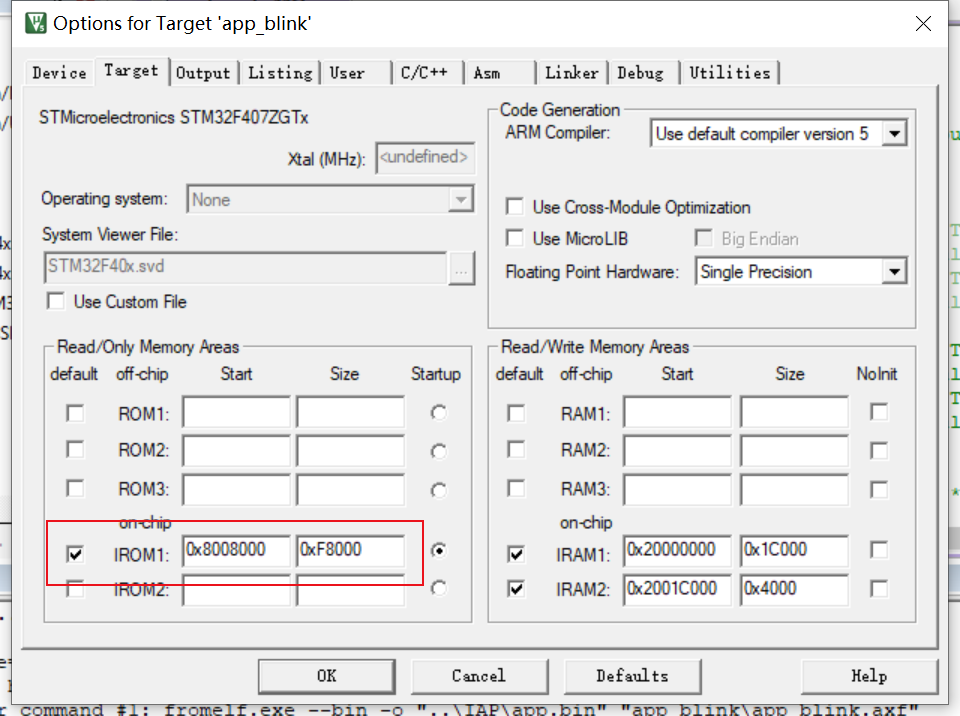 Options for Target 'app_blink'
Device Target Output Listing User C/C++ Asm Linker Debug Utilities
STMicroelectronics STM32F407ZGTx
Xtal (MHz): <undefined>
Operating system: None
System Viewer File:
STM32F40x.svd ...
Use Custom File
Code Generation
ARM Compiler: Use default compiler version 5
Use Cross-Module Optimization
Use MicroLIB Big Endian
Floating Point Hardware: Single Precision
Read/Only Memory Areas
default off-chip Start Size Startup
ROM1:
ROM2:
ROM3:
on-chip
IROM1: 0x8008000 0xF8000
IROM2:
Read/Write Memory Areas
default off-chip Start Size NoInit
RAM1:
RAM2:
RAM3:
on-chip
IRAM1: 0x20000000 0x1C000
IRAM2: 0x2001C000 0x4000
OK Cancel Defaults Help
command #1: fromelf.exe --bin -o "..\IAP\app.bin" "app_blink\app_blink.axf"